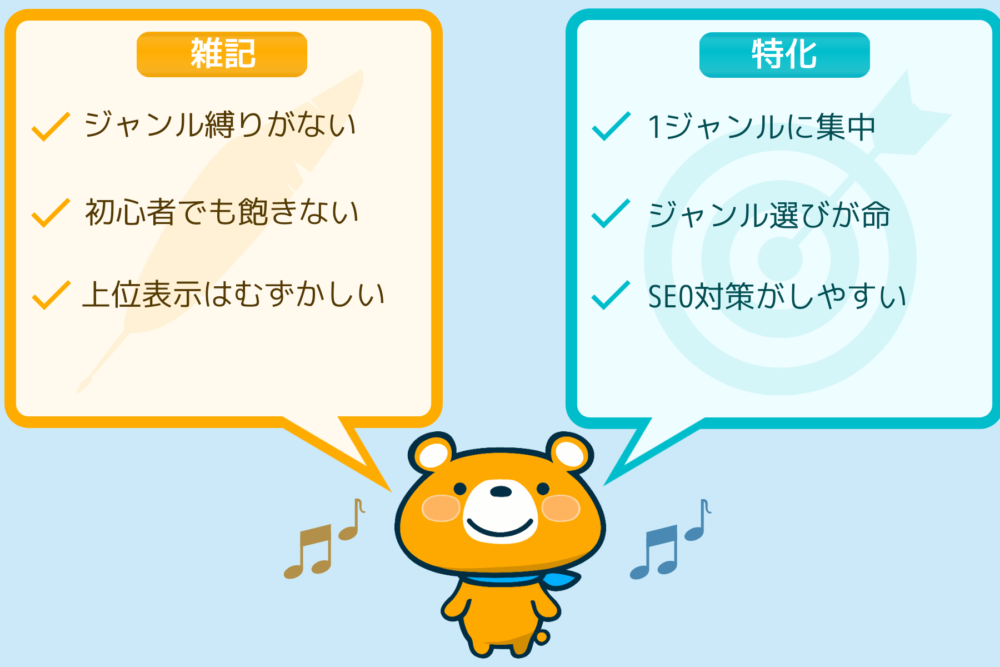 雑記
ジャンル縛りがない
初心者でも飽きない
上位表示はむずかしい
特化
1ジャンルに集中
ジャンル選びが命
SEO対策がしやすい